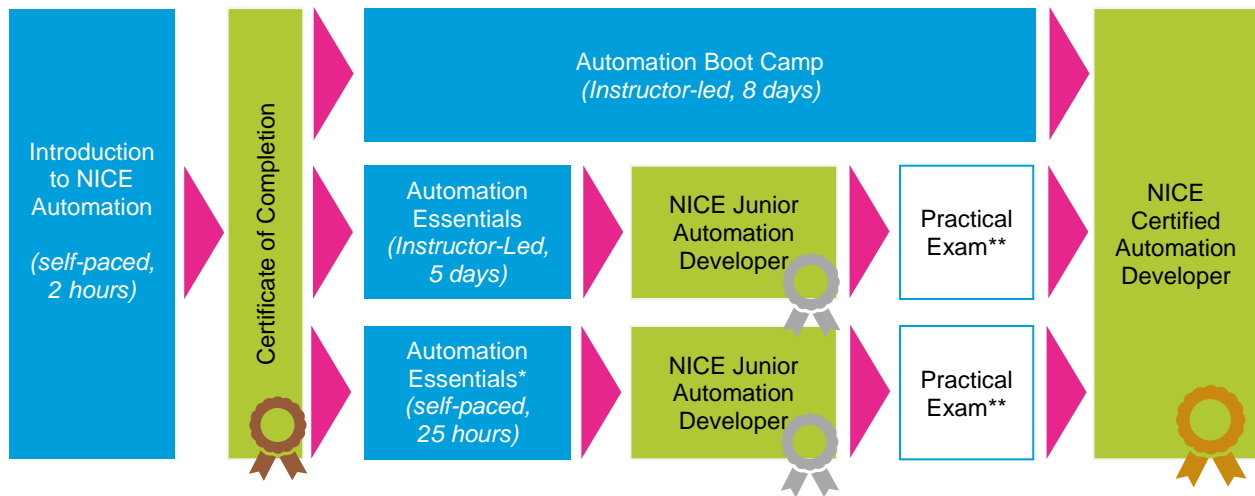 Introduction
to NICE
Automation
(self-paced,
2 hours)
Certificate of Completion
Automation Boot Camp
(Instructor-led, 8 days)
Automation
Essentials
(Instructor-Led,
5 days)
NICE Junior
Automation
Developer
Practical
Exam**
Automation
Essentials*
(self-paced,
25 hours)
NICE Junior
Automation
Developer
Practical
Exam**
NICE
Certified
Automation
Developer